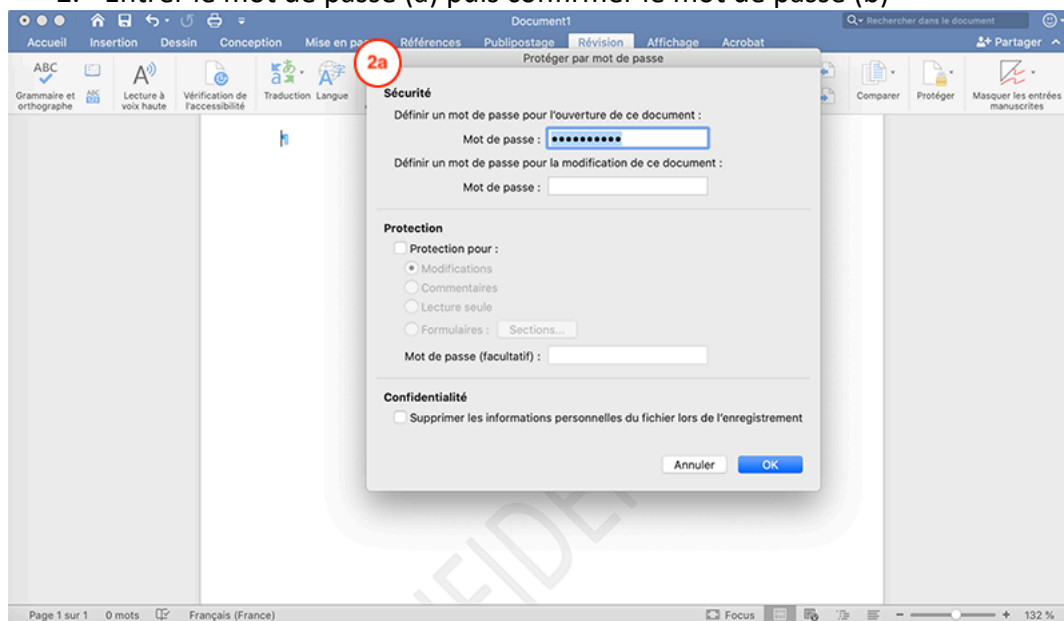 2. Entrer le mot de passe (a) puis confirmer le mot de passe (b)
Document1
Rechercher dans le document
Accueil Insertion Dessin Conception Mise en pa Références Publipostage Révision Affichage Acrobat Partager
2a
Protéger par mot de passe
ABC
Grammaire et orthographe
ABC
Lecture à voix haute
Vérification de l'accessibilité
Traduction
Langue
Comparer
Protéger
Masquer les entrées manuscrites
Sécurité
Définir un mot de passe pour l'ouverture de ce document :
Mot de passe : ••••••••••
Définir un mot de passe pour la modification de ce document :
Mot de passe :
Protection
Protection pour :
Modifications
Commentaires
Lecture seule
Formulaires : Sections...
Mot de passe (facultatif) :
Confidentialité
Supprimer les informations personnelles du fichier lors de l'enregistrement
Annuler OK
Page 1 sur 1 0 mots Français (France) Focus 132 %